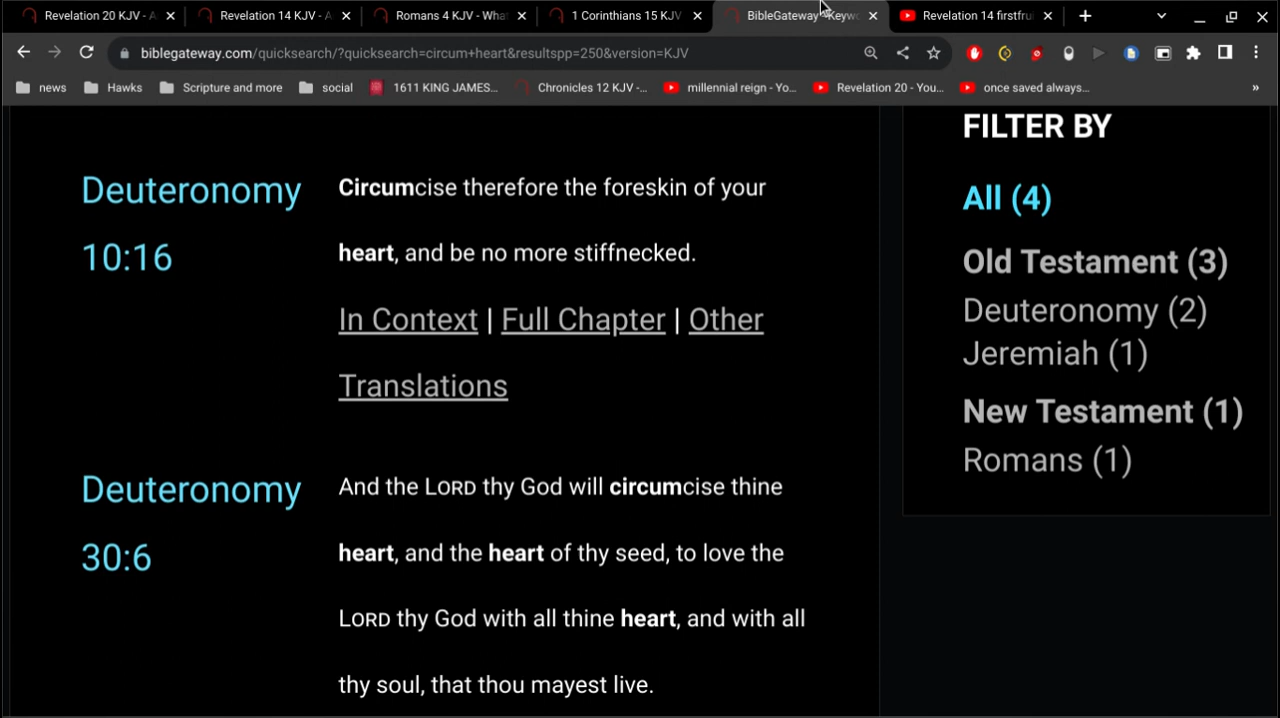 Revelation 20 KJV - A
Revelation 14 KJV - A
Romans 4 KJV - What
1 Corinthians 15 KJV
BibleGateway - Keywo
Revelation 14 firstfru
biblegateway.com/quicksearch/?quicksearch=circum+heart&resultspp=250&version=KJV
news
Hawks
Scripture and more
social
1611 KING JAMES...
Chronicles 12 KJV -...
millennial reign - Yo...
Revelation 20 - You...
once saved always...
»
Deuteronomy
10:16
Circumcise therefore the foreskin of your
heart, and be no more stiffnecked.
In Context | Full Chapter | Other
Translations
Deuteronomy
30:6
And the LORD thy God will circumcise thine
heart, and the heart of thy seed, to love the
LORD thy God with all thine heart, and with all
thy soul, that thou mayest live.
FILTER BY
All (4)
Old Testament (3)
Deuteronomy (2)
Jeremiah (1)
New Testament (1)
Romans (1)